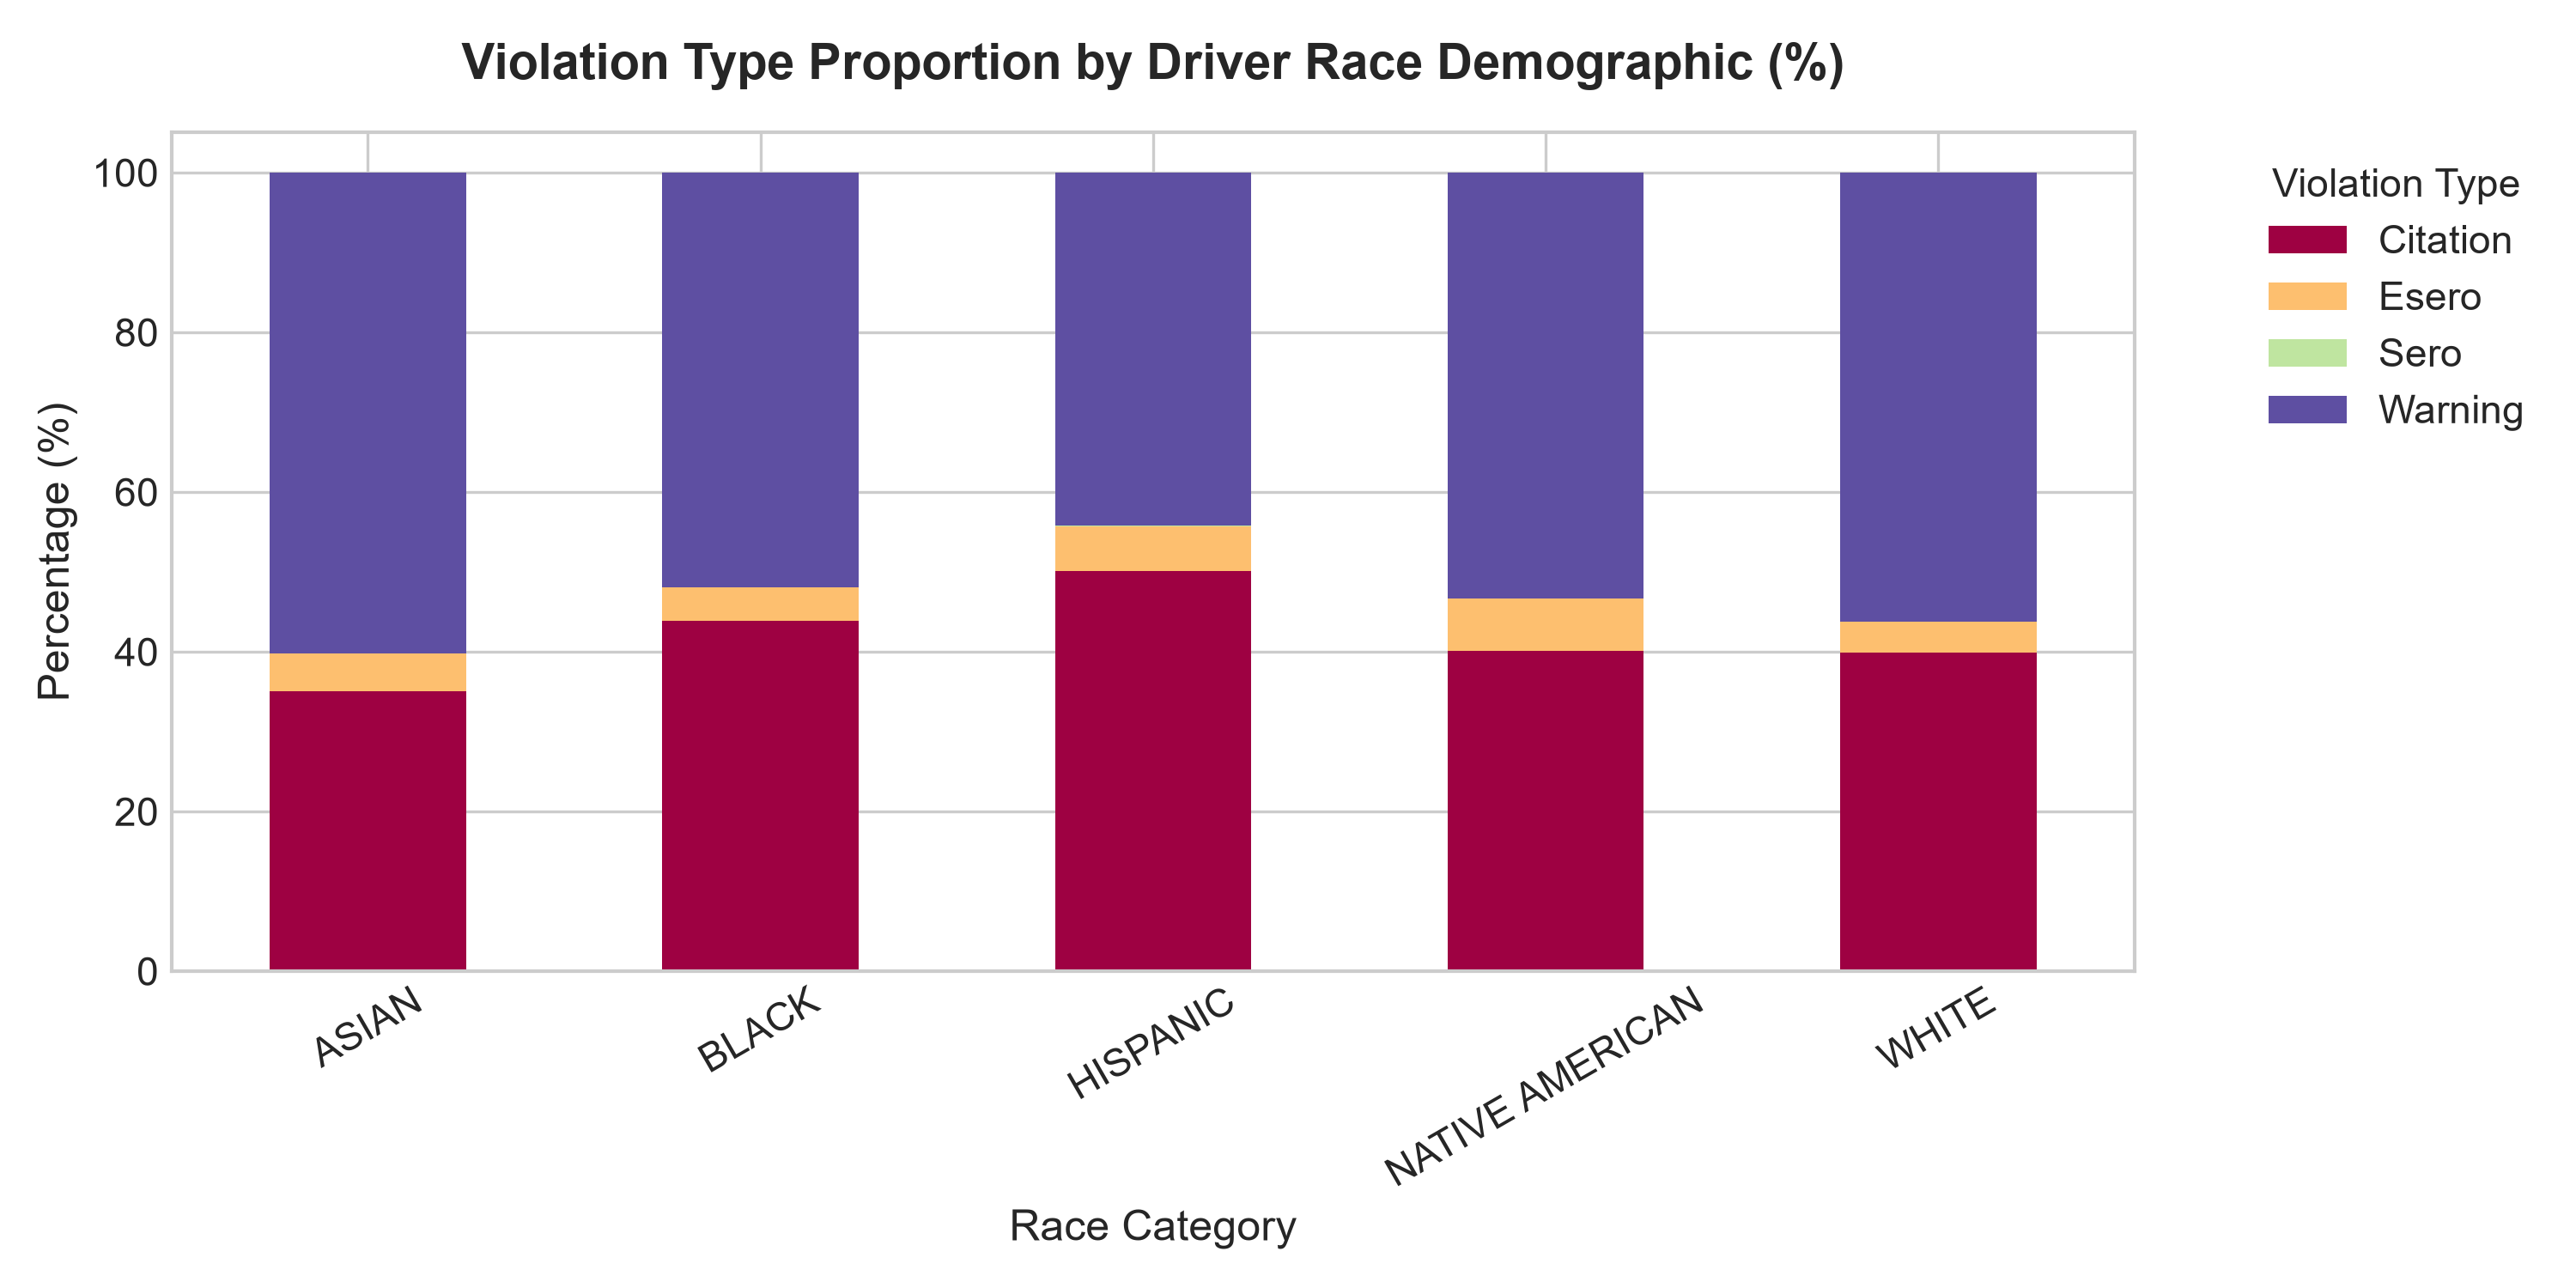 Violation Type Proportion by Driver Race Demographic (%)
Percentage (%)
100
80
60
40
20
0
ASIAN
BLACK
HISPANIC
NATIVE AMERICAN
WHITE
Race Category
Violation Type
Citation
Esero
Sero
Warning